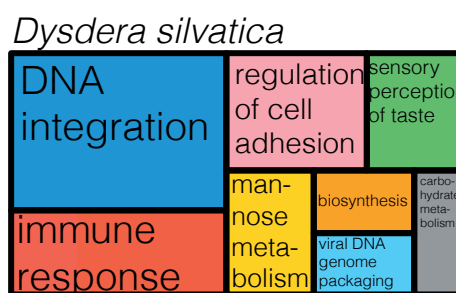 Dysdera silvatica
DNA
integration
regulation
of cell
adhesion
sensory
perceptio
of taste
immune
response
man-
nose
meta-
bolism
biosynthesis
viral DNA
genome
packaging
carbo-
hydrate
meta-
bolism